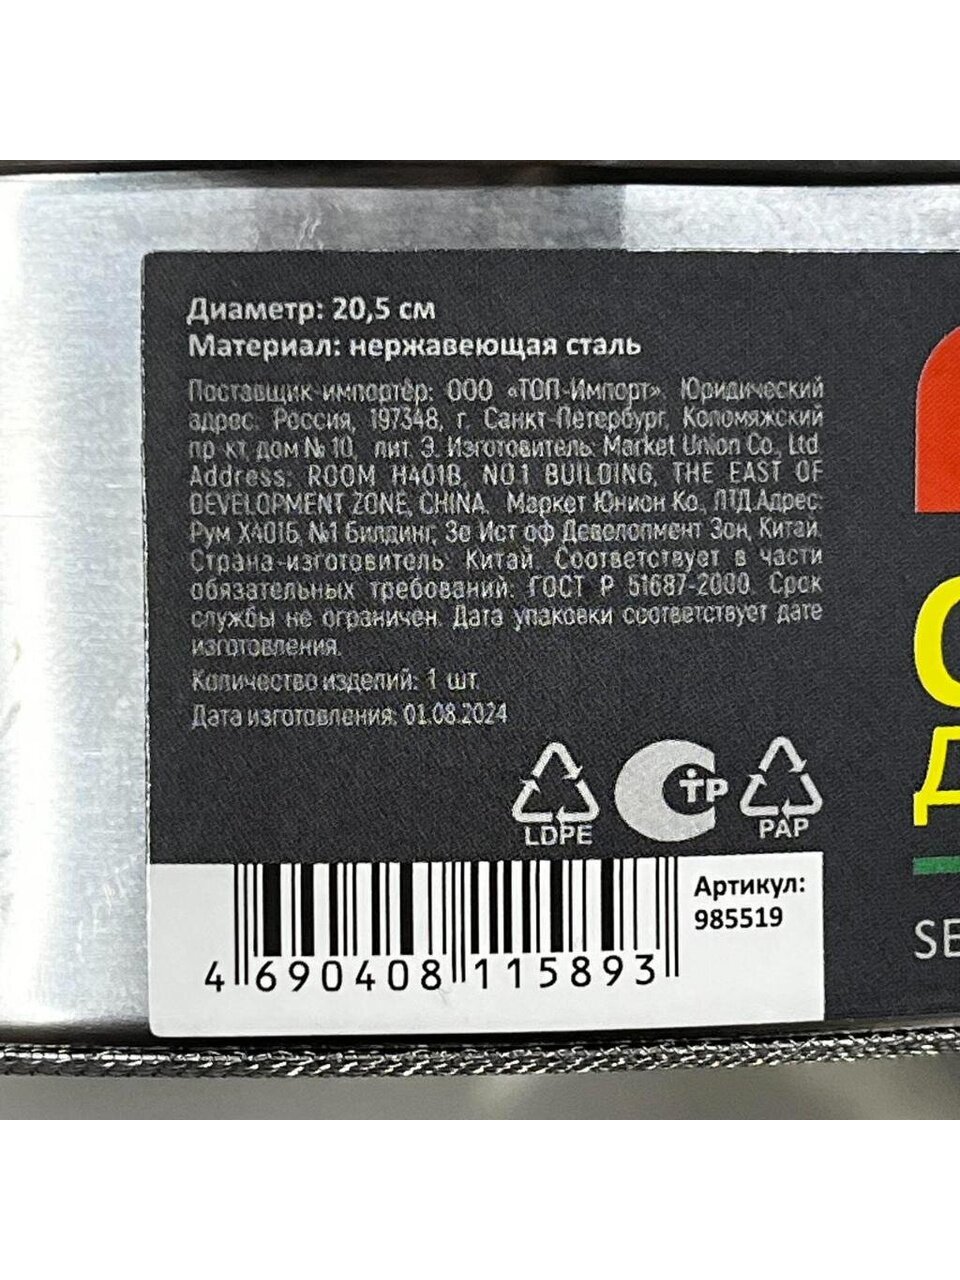 Диаметр: 20,5 см
Материал: нержавеющая сталь
Поставщик-импортёр: ООО «ТОП-Импорт». Юридический
адрес: Россия, 197348, г. Санкт-Петербург, Коломяжский
пр-кт, дом № 10, лит. Э. Изготовитель: Market Union Co., Ltd.
Address: ROOM H401B, NO.1 BUILDING, THE EAST OF
DEVELOPMENT ZONE, CHINA. Маркет Юнион Ко., ЛТД.Адрес:
Рум Х401Б, №1 Билдинг, Зе Ист оф Девелопмент Зон, Китай.
Страна-изготовитель: Китай. Соответствует в части
обязательных требований: ГОСТ Р 51687-2000. Срок
службы не ограничен. Дата упаковки соответствует дате
изготовления.
Количество изделий: 1 шт.
Дата изготовления: 01.08.2024
LDPE
РСТ
PAP
Артикул:
985519
4 690408 115893
SE